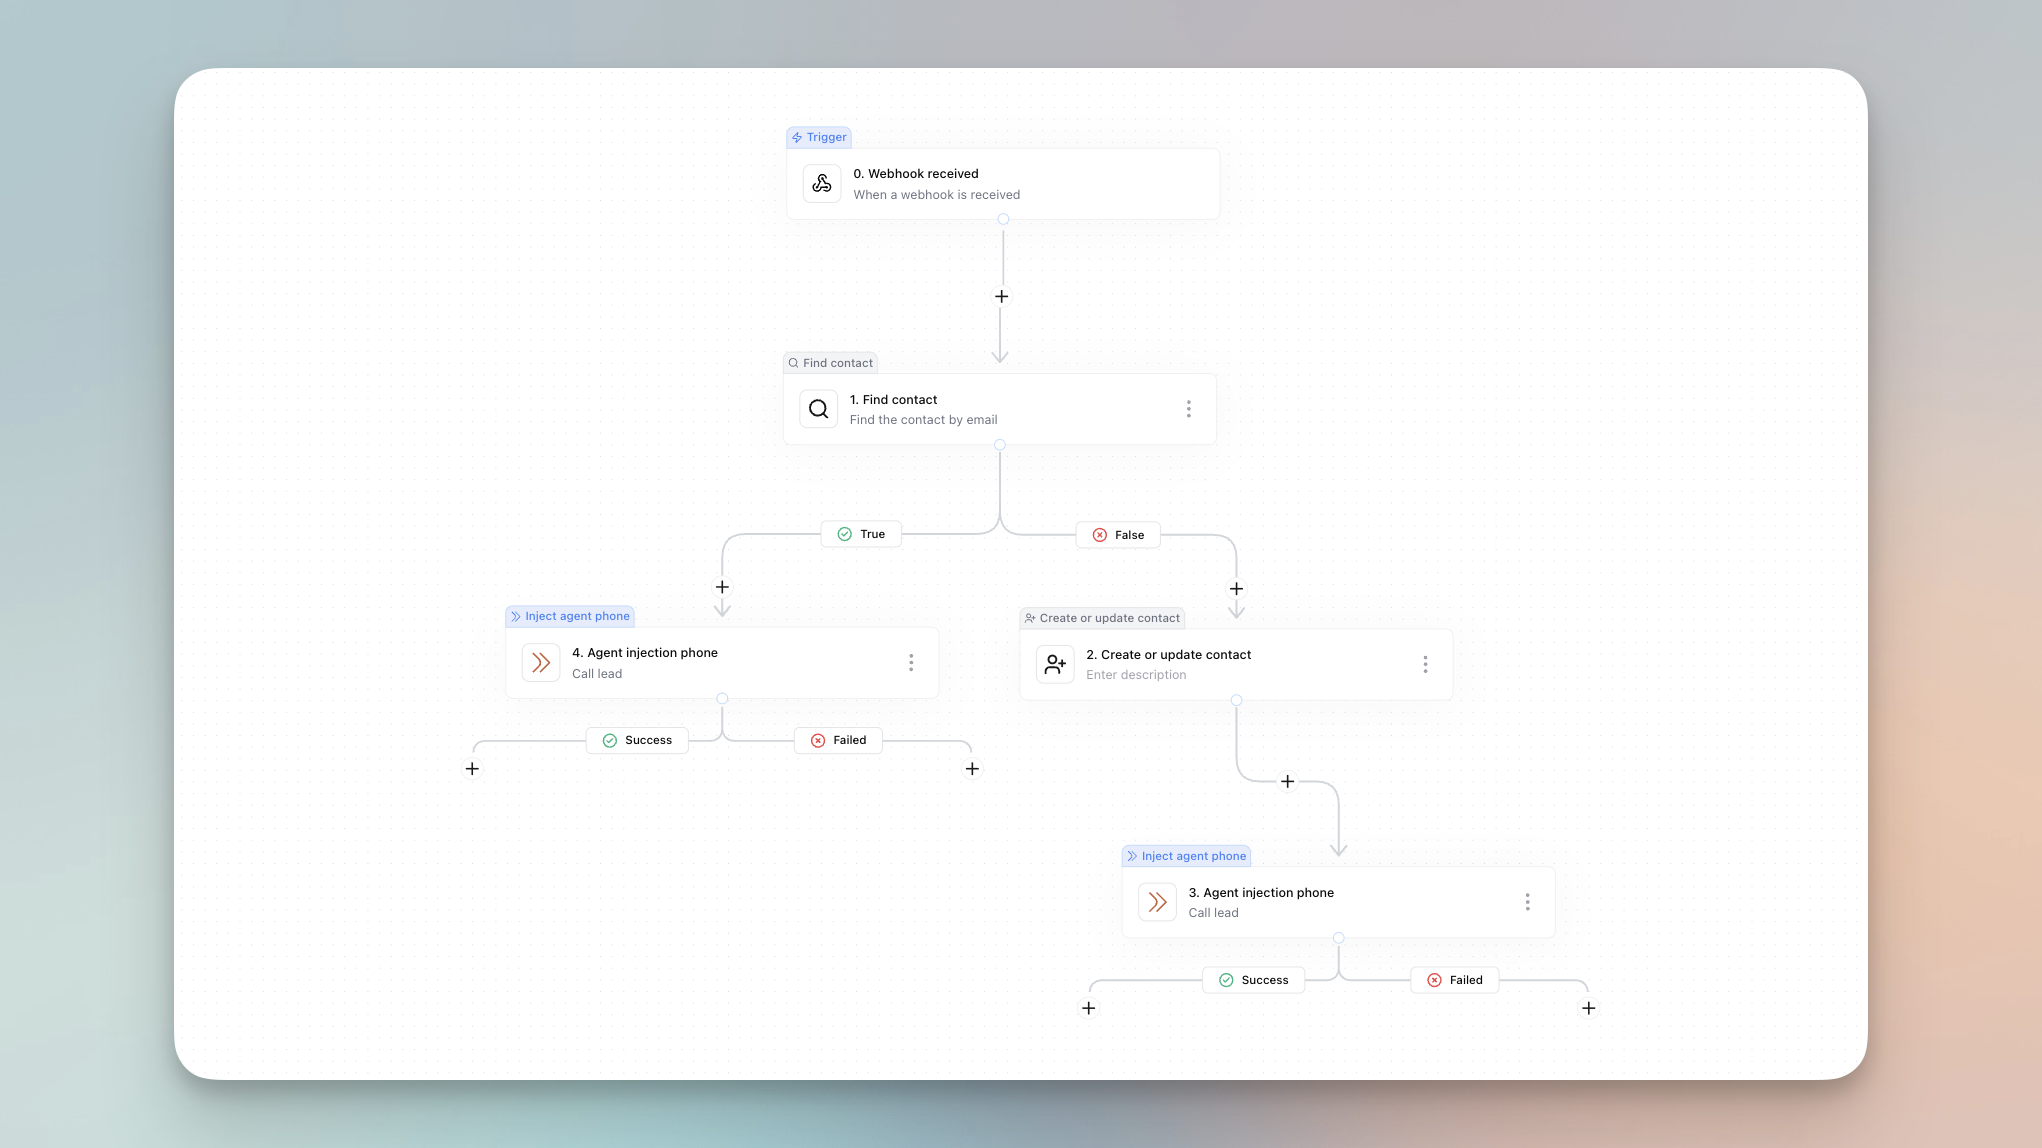 Trigger
0. Webhook received
When a webhook is received
Find contact
1. Find contact
Find the contact by email
True
False
Inject agent phone
4. Agent injection phone
Call lead
Success
Failed
Create or update contact
2. Create or update contact
Enter description
Inject agent phone
3. Agent injection phone
Call lead
Success
Failed